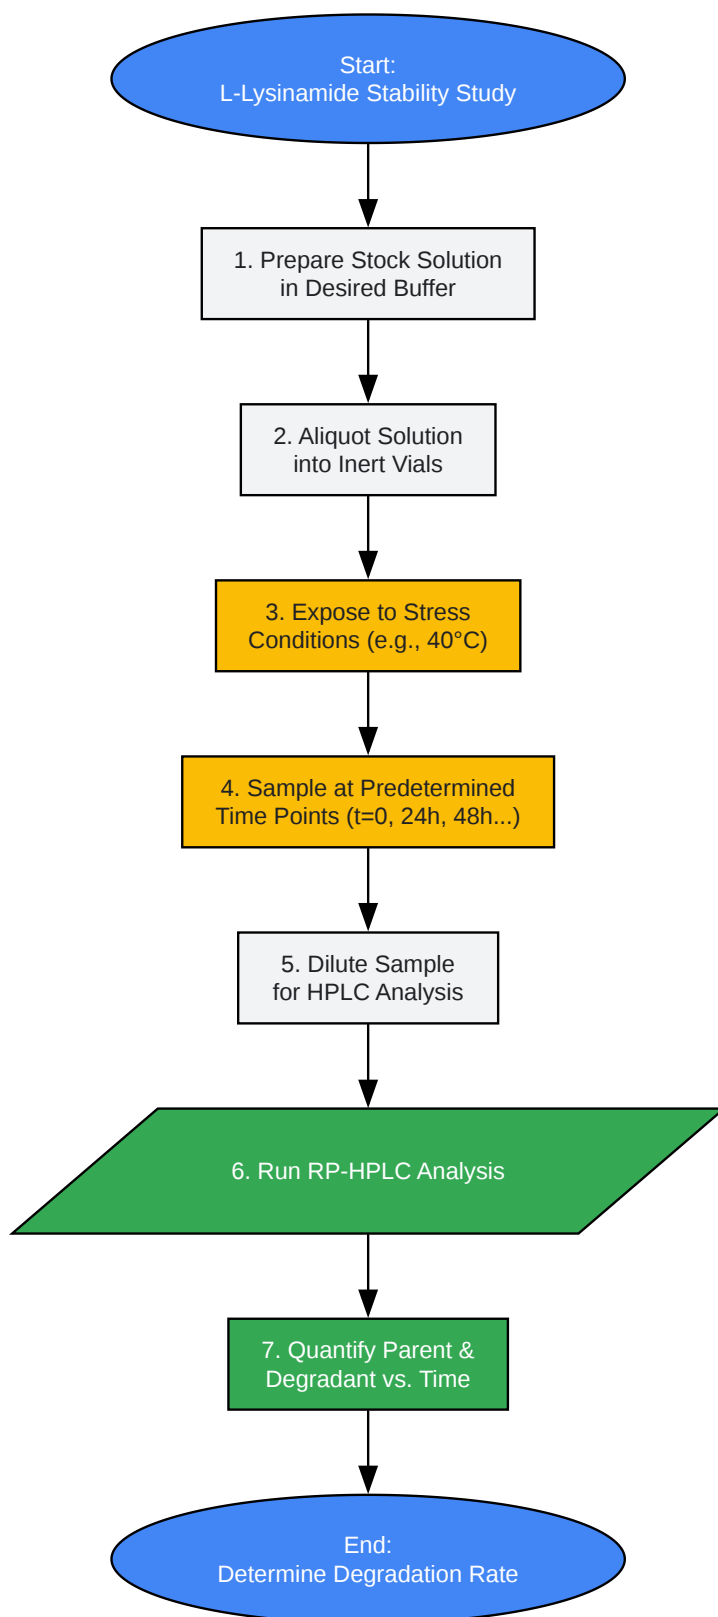 Start:
L-Lysinamide Stability Study
1. Prepare Stock Solution
in Desired Buffer
2. Aliquot Solution
into Inert Vials
3. Expose to Stress
Conditions (e.g., 40°C)
4. Sample at Predetermined
Time Points (t=0, 24h, 48h...)
5. Dilute Sample
for HPLC Analysis
6. Run RP-HPLC Analysis
7. Quantify Parent &
Degradant vs. Time
End:
Determine Degradation Rate